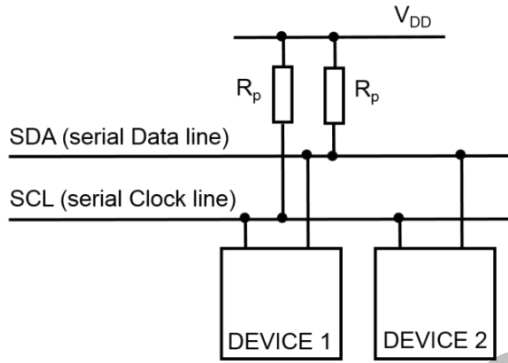 V_DD
R_p R_p
SDA (serial Data line)
SCL (serial Clock line)
DEVICE 1 DEVICE 2